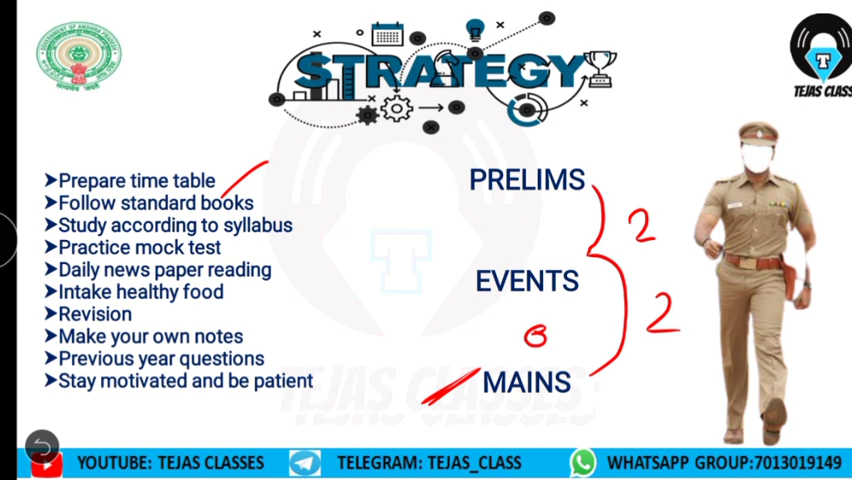 STRATEGY
TEJAS CLASS
➤Prepare time table
➤Follow standard books
➤Study according to syllabus
➤Practice mock test
➤Daily news paper reading
➤Intake healthy food
➤Revision
➤Make your own notes
➤Previous year questions
➤Stay motivated and be patient
PRELIMS
EVENTS
MAINS
2
2
TEJAS CLASSES
YOUTUBE: TEJAS CLASSES
TELEGRAM: TEJAS_CLASS
WHATSAPP GROUP:7013019149